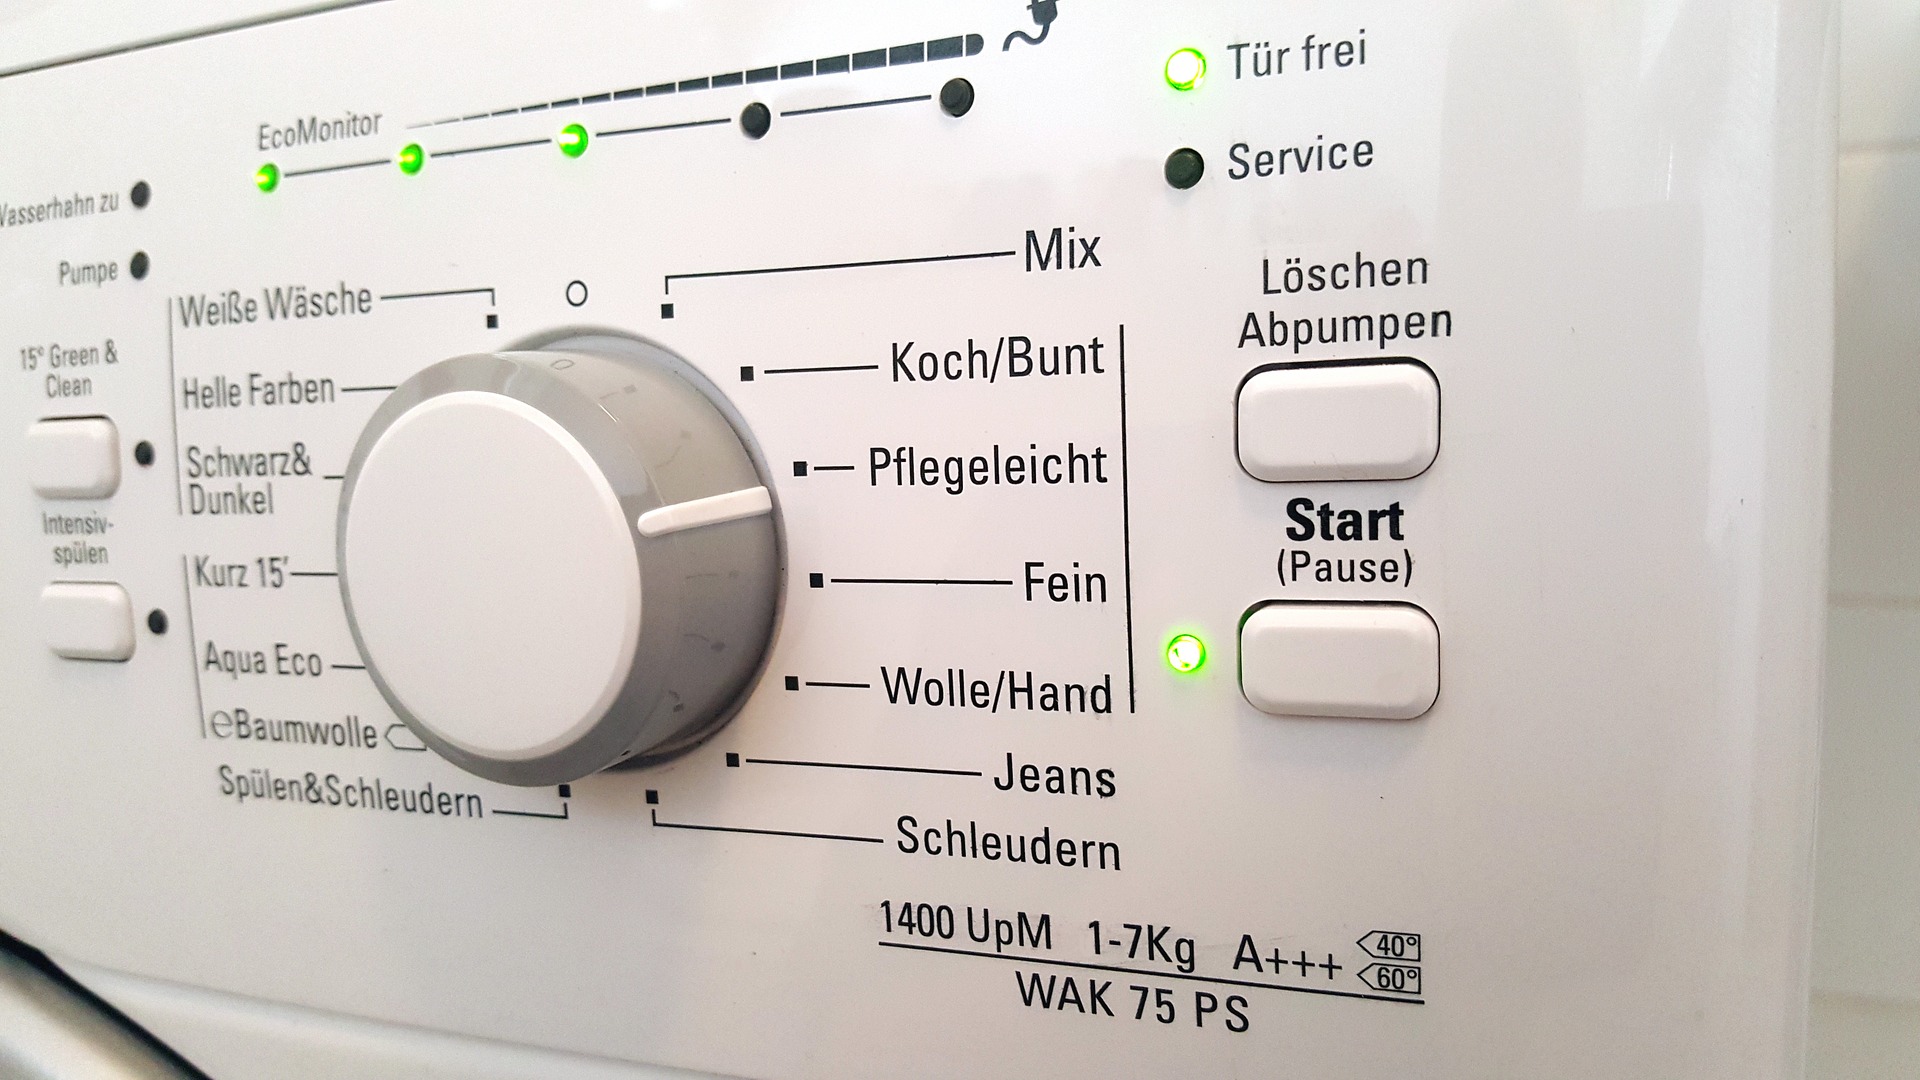 EcoMonitor
Tür frei
Service
Wasserhahn zu
Pumpe
15° Green &
Clean
Intensiv-
spülen
Weiße Wäsche
Helle Farben
Schwarz&
Dunkel
Kurz 15'
Aqua Eco
eBaumwolle
Spülen&Schleudern
Mix
Koch/Bunt
Pflegeleicht
Fein
Wolle/Hand
Jeans
Schleudern
Löschen
Abpumpen
Start
(Pause)
1400 UpM 1-7Kg A+++ 40°
60°
WAK 75 PS